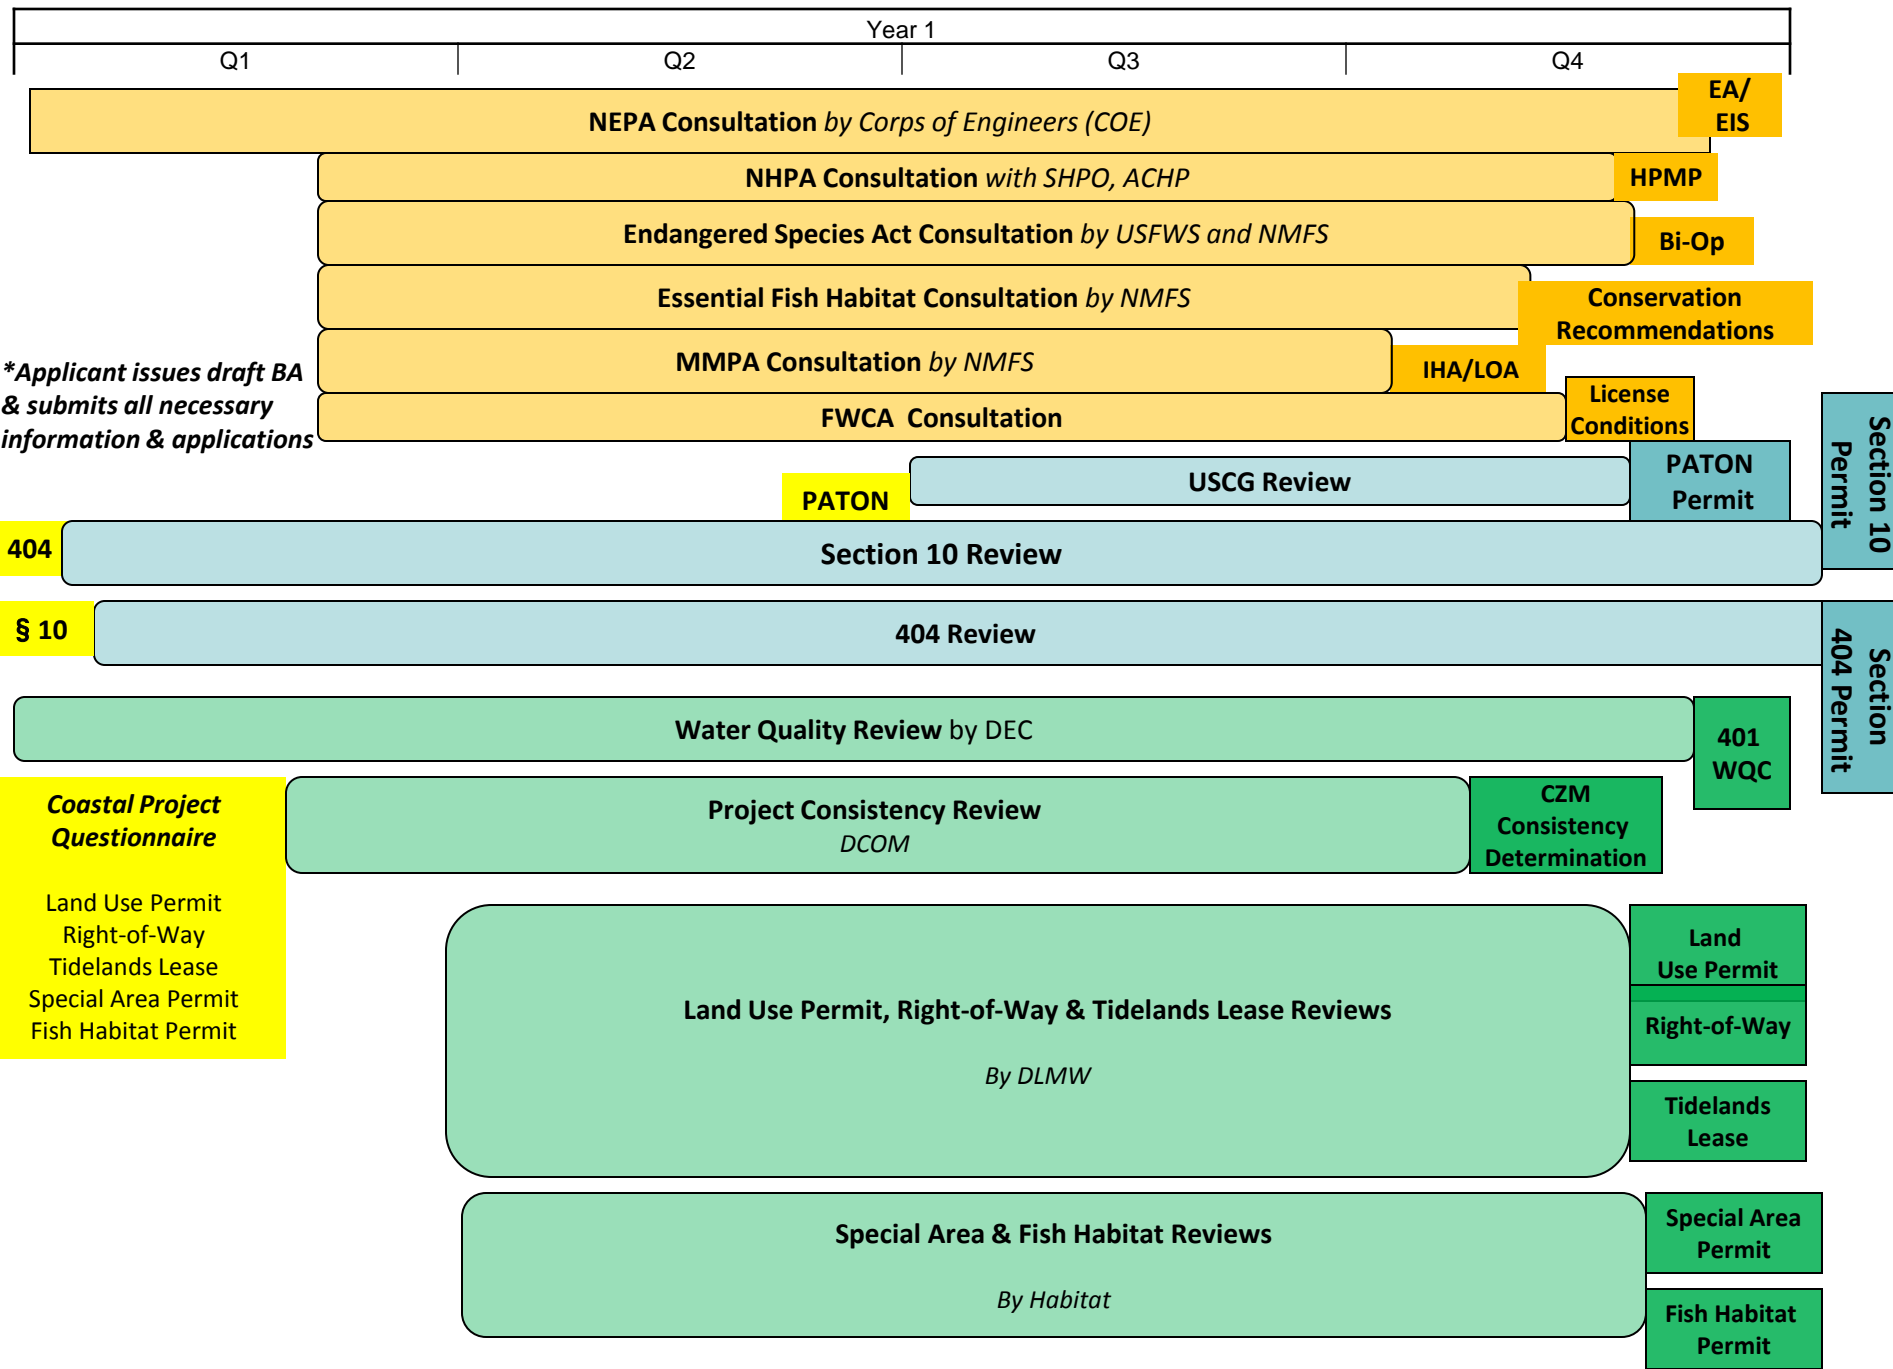 Year 1
Q1 Q2 Q3 Q4
NEPA Consultation by Corps of Engineers (COE)
EA/
EIS
NHPA Consultation with SHPO, ACHP
HPMP
Endangered Species Act Consultation by USFWS and NMFS
Bi-Op
Essential Fish Habitat Consultation by NMFS
Conservation
Recommendations
MMPA Consultation by NMFS
IHA/LOA
*Applicant issues draft BA
& submits all necessary
information & applications
FWCA Consultation
License
Conditions
PATON
USCG Review
PATON
Permit
Section 10
Permit
404
Section 10 Review
§ 10
404 Review
Section
404 Permit
Water Quality Review by DEC
401
WQC
Coastal Project
Questionnaire
Land Use Permit
Right-of-Way
Tidelands Lease
Special Area Permit
Fish Habitat Permit
Project Consistency Review
DCOM
CZM
Consistency
Determination
Land Use Permit, Right-of-Way & Tidelands Lease Reviews
By DLMW
Land
Use Permit
Right-of-Way
Tidelands
Lease
Special Area & Fish Habitat Reviews
By Habitat
Special Area
Permit
Fish Habitat
Permit